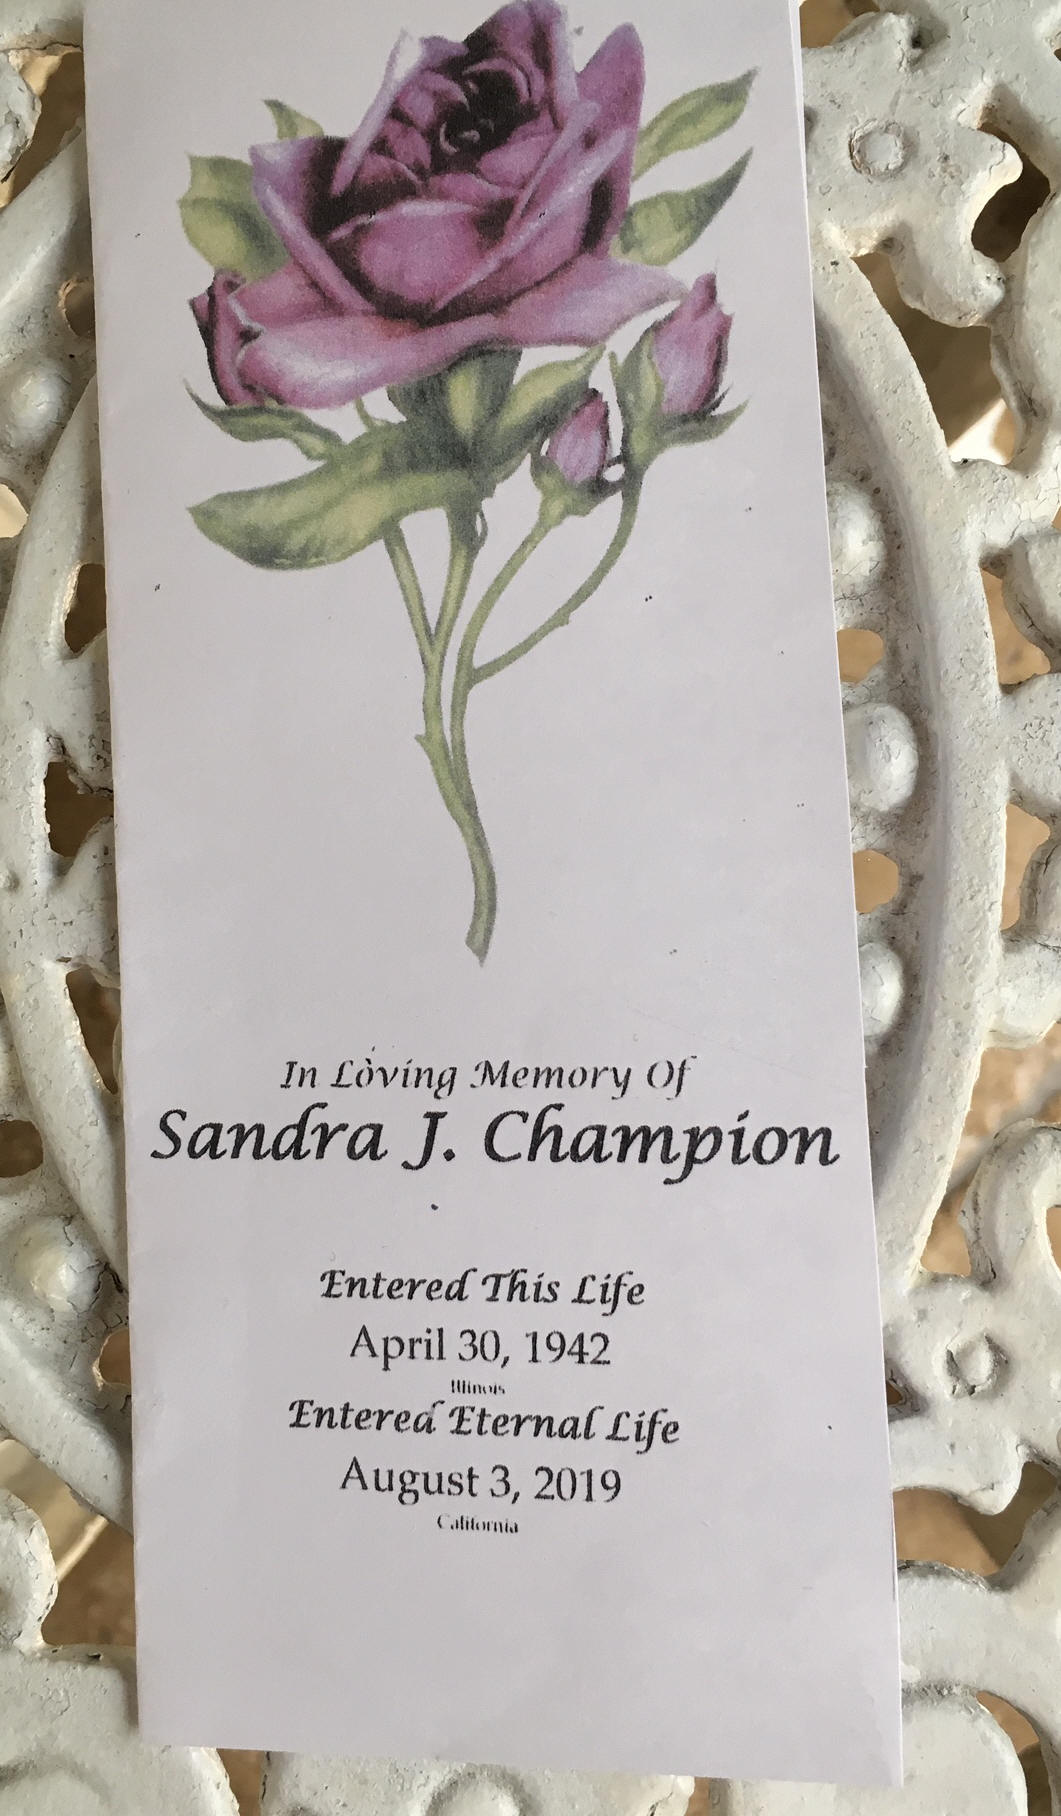 In Loving Memory Of
Sandra J. Champion
Entered This Life
April 30, 1942
Illinois
Entered Eternal Life
August 3, 2019
California